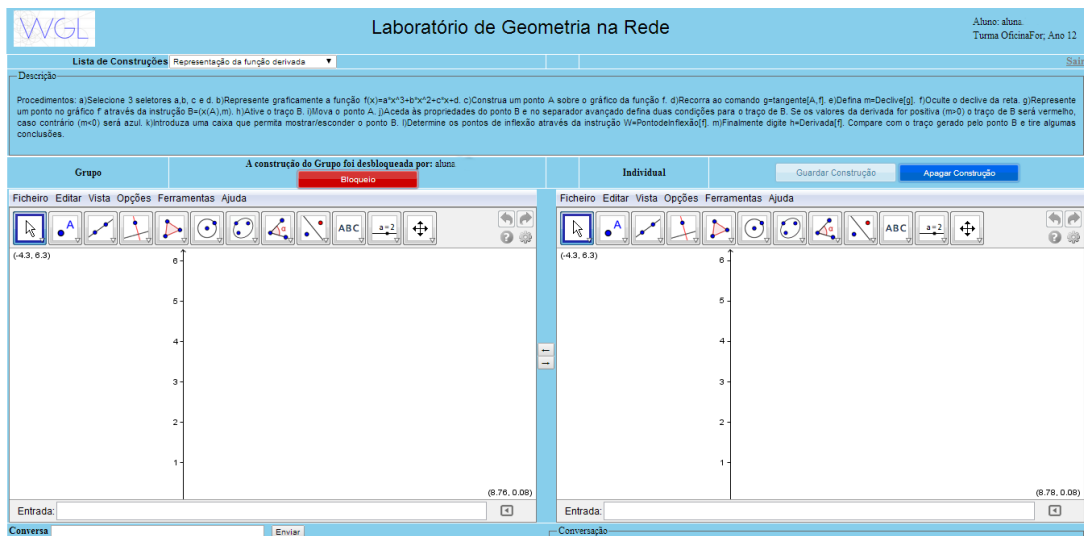 WGL
Laboratório de Geometria na Rede
Aluno: aluna.
Turma OficinaFor; Ano 12
Lista de Construções Representação da função derivada ▼
Sair
Descrição
Procedimentos: a)Selecione 3 seletores a,b, c e d. b)Represente graficamente a função f(x)=a*x^3+b*x^2+c*x+d. c)Construa um ponto A sobre o gráfico da função f. d)Recorra ao comando g=tangente[A,f]. e)Defina m=Declive[g]. f)Oculte o declive da reta. g)Represente
um ponto no gráfico f' através da instrução B=(x(A),m). h)Ative o traço B. i)Mova o ponto A. j)Aceda às propriedades do ponto B e no separador avançado defina duas condições para o traço de B. Se os valores da derivada for positiva (m>0) o traço de B será vermelho,
caso contrário (m<0) será azul. k)Introduza uma caixa que permita mostrar/esconder o ponto B. l)Determine os pontos de inflexão através da instrução W=PontodeInflexão[f]. m)Finalmente digite h=Derivada[f]. Compare com o traço gerado pelo ponto B e tire algumas
conclusões.
Grupo
A construção do Grupo foi desbloqueada por: aluna
Bloqueio
Individual
Guardar Construção
Apagar Construção
Ficheiro Editar Vista Opções Ferramentas Ajuda
A α ABC a=2
(-4.3, 6.3)
6
5
4
3
2
1
(8.76, 0.08)
Entrada:
←
→
Ficheiro Editar Vista Opções Ferramentas Ajuda
A α ABC a=2
(-4.3, 6.3)
6
5
4
3
2
1
(8.78, 0.08)
Entrada:
Conversa
Enviar
Conversação